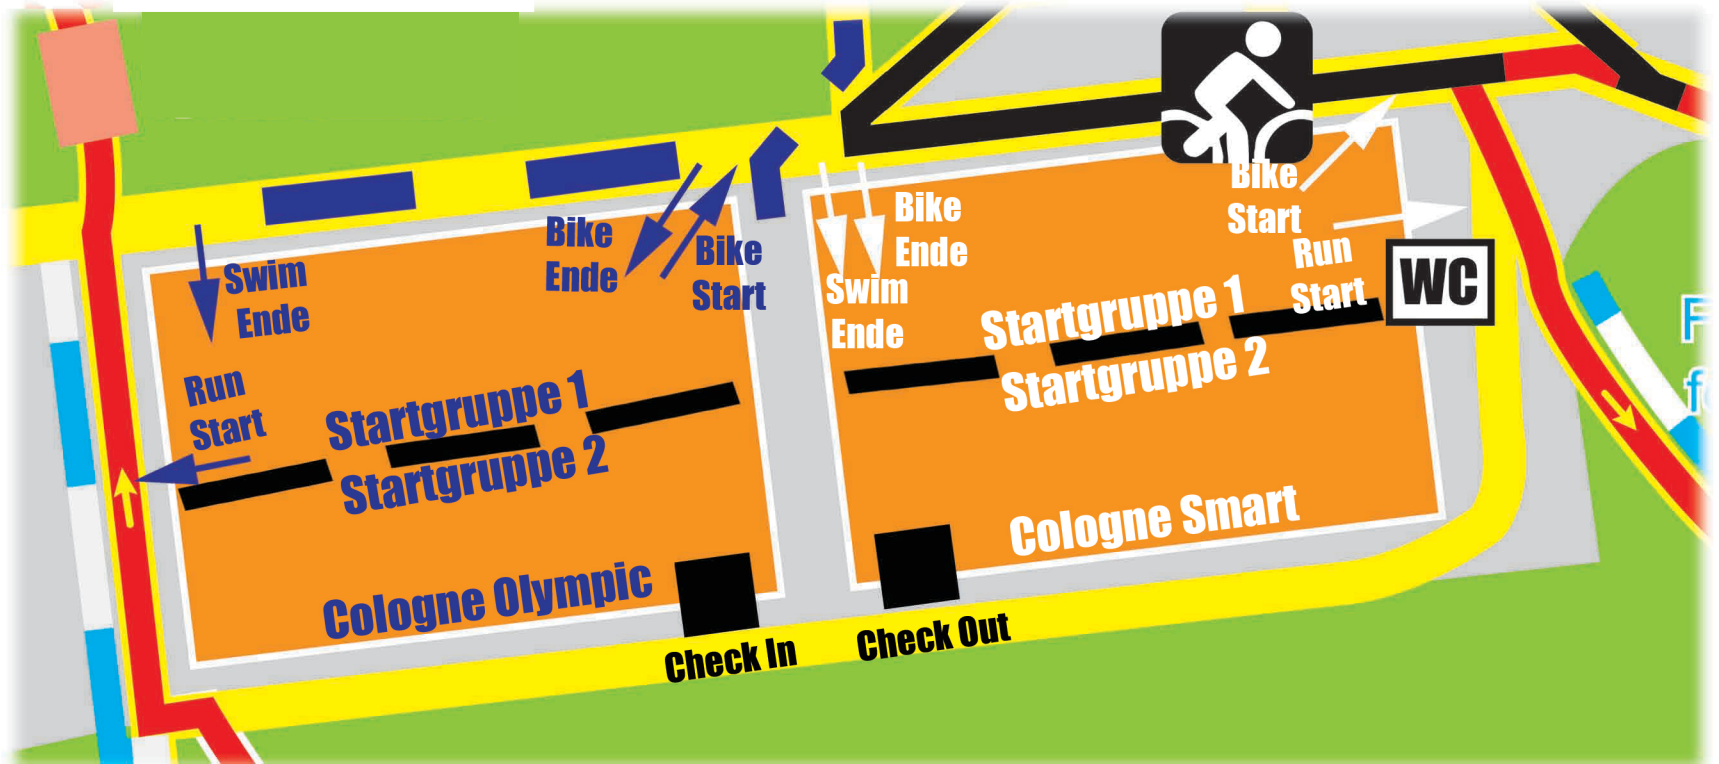 Swim
Ende
Bike
Ende
Bike
Start
Run
Start
Startgruppe 1
Startgruppe 2
Cologne Olympic
Check In
Bike
Ende
Swim
Ende
Bike
Start
Run
Start
WC
Startgruppe 1
Startgruppe 2
Cologne Smart
Check Out